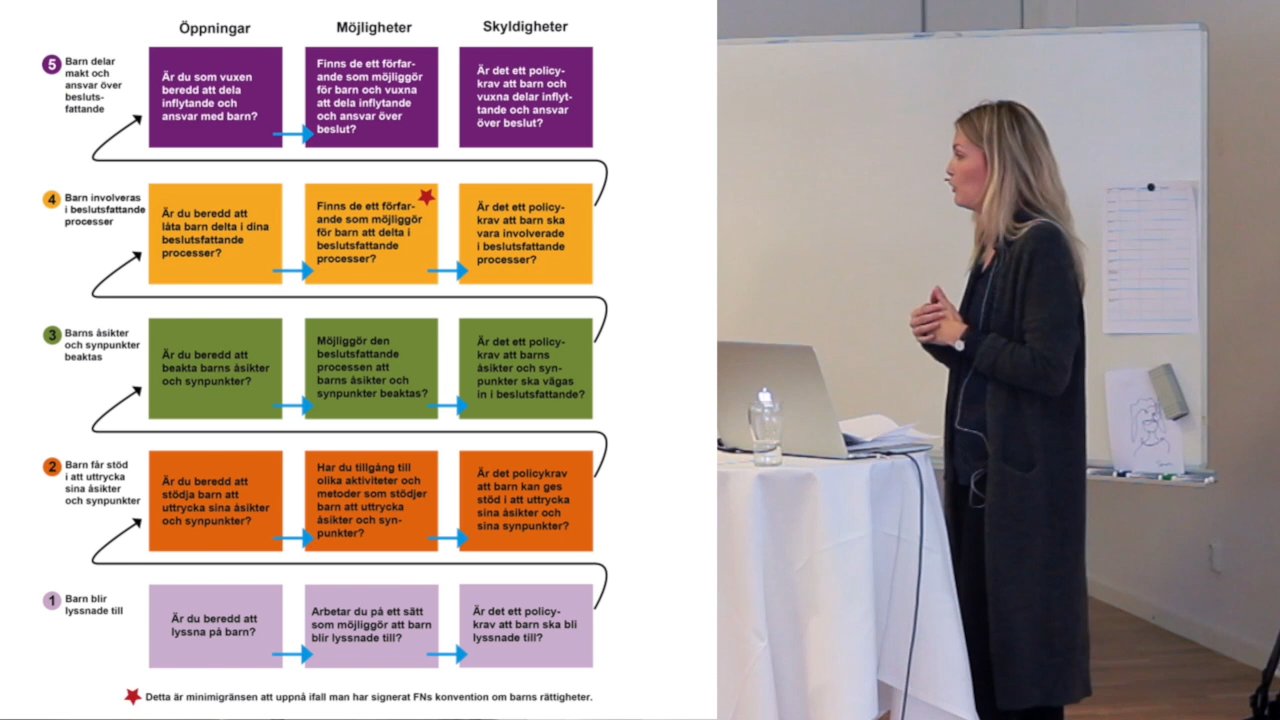 Öppningar
Möjligheter
Skyldigheter
5
Barn delar
makt och
ansvar över
besluts-
fattande
Är du som vuxen
beredd att dela
inflytande och
ansvar med barn?
Finns de ett förfar-
ande som möjliggör
för barn och vuxna
att dela inflytande
och ansvar över
beslut?
Är det ett policy-
krav att barn och
vuxna delar inflyt-
tande och ansvar
över beslut?
4
Barn involveras
i beslutsfattande
processer
Är du beredd att
låta barn delta i dina
beslutsfattande
processer?
Finns de ett förfar-
ande som möjliggör
för barn att delta i
beslutsfattande
processer?
Är det ett policy-
krav att barn ska
vara involverade
i beslutsfattande
processer?
3
Barns åsikter
och synpunkter
beaktas
Är du beredd att
beakta barns åsikter
och synpunkter?
Möjliggör den
beslutsfattande
processen att
barns åsikter och
synpunkter beaktas?
Är det ett policy-
krav att barns
åsikter och syn-
punkter ska vägas
in i beslutsfattande?
2
Barn får stöd
i att uttrycka
sina åsikter
och synpunkter
Är du beredd att
stödja barn att
uttrycka sina åsikter
och synpunkter?
Har du tillgång till
olika aktiviteter och
metoder som stödjer
barn att uttrycka
åsikter och syn-
punkter?
Är det policykrav
att barn kan ges
stöd i att uttrycka
sina åsikter och
sina synpunkter?
1
Barn blir
lyssnade till
Är du beredd att
lyssna på barn?
Arbetar du på ett sätt
som möjliggör att barn
blir lyssnade till?
Är det ett policy-
krav att barn ska bli
lyssnade till?
Detta är minimigränsen att uppnå ifall man har signerat FNs konvention om barns rättigheter.